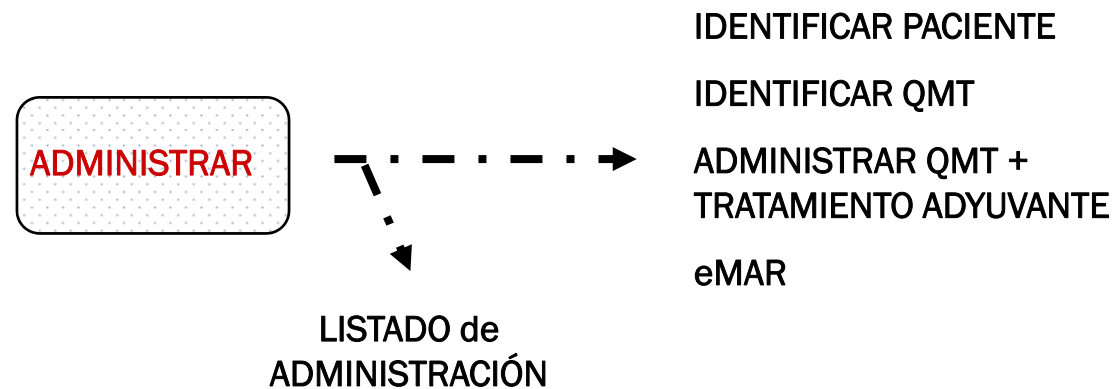 ADMINISTRAR
IDENTIFICAR PACIENTE
IDENTIFICAR QMT
ADMINISTRAR QMT +
TRATAMIENTO ADYUVANTE
eMAR
LISTADO de
ADMINISTRACIÓN